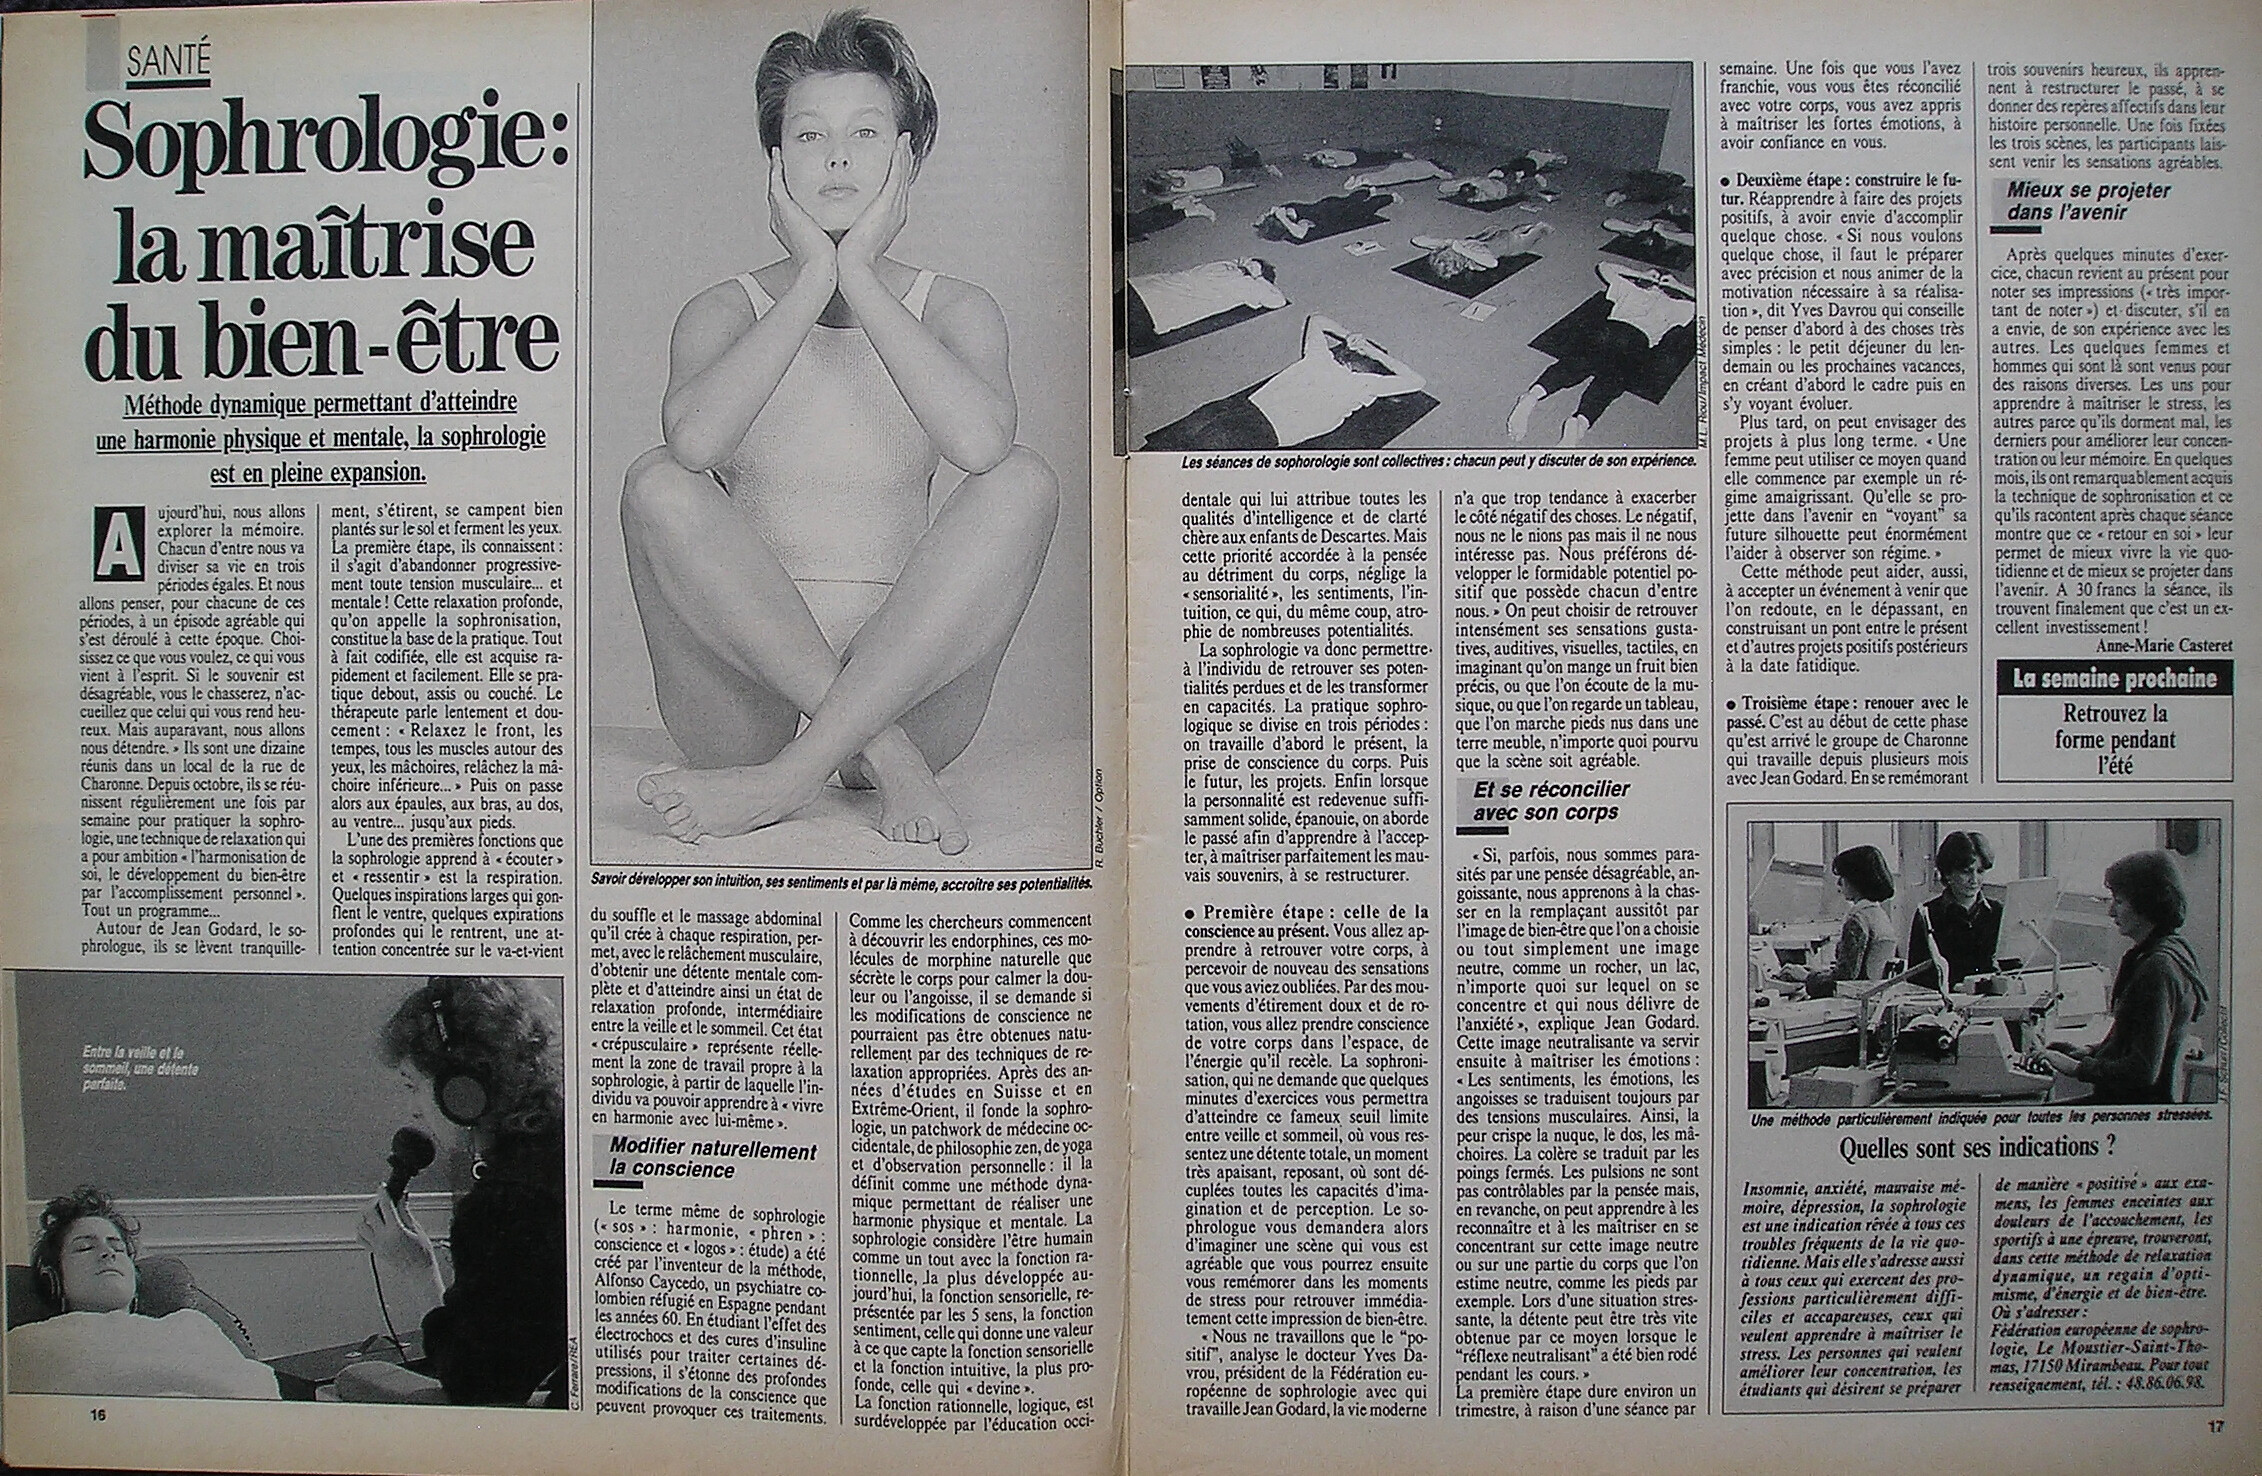 SANTÉ
Sophrologie:
la maîtrise
du bien-être
Méthode dynamique permettant d'atteindre
une harmonie physique et mentale, la sophrologie
est en pleine expansion.
Aujourd'hui, nous allons
explorer la mémoire.
Chacun d'entre nous va
diviser sa vie en trois
périodes égales. Et nous
allons penser, pour chacune de ces
périodes, à un épisode agréable qui
s'est déroulé à cette époque. Choi-
sissez ce que vous voulez, ce qui vous
vient à l'esprit. Si le souvenir est
désagréable, vous le chasserez, n'ac-
cueillez que celui qui vous rend heu-
reux. Mais auparavant, nous allons
nous détendre. » Ils sont une dizaine
réunis dans un local de la rue de
Charonne. Depuis octobre, ils se réu-
nissent régulièrement une fois par
semaine pour pratiquer la sophro-
logie, une technique de relaxation qui
a pour ambition « l'harmonisation de
soi, le développement du bien-être
par l'accomplissement personnel ».
Tout un programme...
Autour de Jean Godard, le so-
phrologue, ils se lèvent tranquille-
ment, s'étirent, se campent bien
plantés sur le sol et ferment les yeux.
La première étape, ils connaissent :
il s'agit d'abandonner progressive-
ment toute tension musculaire... et
mentale ! Cette relaxation profonde,
qu'on appelle la sophronisation,
constitue la base de la pratique. Tout
à fait codifiée, elle est acquise ra-
pidement et facilement. Elle se pra-
tique debout, assis ou couché. Le
thérapeute parle lentement et dou-
cement : « Relaxez le front, les
tempes, tous les muscles autour des
yeux, les mâchoires, relâchez la mâ-
choire inférieure... » Puis on passe
alors aux épaules, aux bras, au dos,
au ventre... jusqu'aux pieds.
L'une des premières fonctions que
la sophrologie apprend à « écouter »
et « ressentir » est la respiration.
Quelques inspirations larges qui gon-
flent le ventre, quelques expirations
profondes qui le rentrent, une at-
tention concentrée sur le va-et-vient
Entre la veille et le
sommeil, une détente
parfaite.
C. Ferrare/REA
16
R. Buchler / Option
Savoir développer son intuition, ses sentiments et par là même, accroître ses potentialités.
du souffle et le massage abdominal
qu'il crée à chaque respiration, per-
met, avec le relâchement musculaire,
d'obtenir une détente mentale com-
plète et d'atteindre ainsi un état de
relaxation profonde, intermédiaire
entre la veille et le sommeil. Cet état
« crépusculaire » représente réelle-
ment la zone de travail propre à la
sophrologie, à partir de laquelle l'in-
dividu va pouvoir apprendre à « vivre
en harmonie avec lui-même ».
Modifier naturellement
la conscience
Le terme même de sophrologie
(« sos » : harmonie, « phren » :
conscience et « logos » : étude) a été
créé par l'inventeur de la méthode,
Alfonso Caycedo, un psychiatre co-
lombien réfugié en Espagne pendant
les années 60. En étudiant l'effet des
électrochocs et des cures d'insuline
utilisés pour traiter certaines dé-
pressions, il s'étonne des profondes
modifications de la conscience que
peuvent provoquer ces traitements.
Comme les chercheurs commencent
à découvrir les endorphines, ces mo-
lécules de morphine naturelle que
sécrète le corps pour calmer la dou-
leur ou l'angoisse, il se demande si
les modifications de conscience ne
pourraient pas être obtenues natu-
rellement par des techniques de re-
laxation appropriées. Après des an-
nées d'études en Suisse et en
Extrême-Orient, il fonde la sophro-
logie, un patchwork de médecine oc-
cidentale, de philosophie zen, de yoga
et d'observation personnelle : il la
définit comme une méthode dyna-
mique permettant de réaliser une
harmonie physique et mentale. La
sophrologie considère l'être humain
comme un tout avec la fonction ra-
tionnelle, la plus développée au-
jourd'hui, la fonction sensorielle, re-
présentée par les 5 sens, la fonction
sentiment, celle qui donne une valeur
à ce que capte la fonction sensorielle
et la fonction intuitive, la plus pro-
fonde, celle qui « devine ».
La fonction rationnelle, logique, est
surdéveloppée par l'éducation occi-
M.L. Riou/Impact Médecin
Les séances de sophorologie sont collectives : chacun peut y discuter de son expérience.
dentale qui lui attribue toutes les
qualités d'intelligence et de clarté
chère aux enfants de Descartes. Mais
cette priorité accordée à la pensée
au détriment du corps, néglige la
« sensorialité », les sentiments, l'in-
tuition, ce qui, du même coup, atro-
phie de nombreuses potentialités.
La sophrologie va donc permettre
à l'individu de retrouver ses poten-
tialités perdues et de les transformer
en capacités. La pratique sophro-
logique se divise en trois périodes :
on travaille d'abord le présent, la
prise de conscience du corps. Puis
le futur, les projets. Enfin lorsque
la personnalité est redevenue suffi-
samment solide, épanouie, on aborde
le passé afin d'apprendre à l'accep-
ter, à maîtriser parfaitement les mau-
vais souvenirs, à se restructurer.
● Première étape : celle de la
conscience au présent. Vous allez ap-
prendre à retrouver votre corps, à
percevoir de nouveau des sensations
que vous aviez oubliées. Par des mou-
vements d'étirement doux et de ro-
tation, vous allez prendre conscience
de votre corps dans l'espace, de
l'énergie qu'il recèle. La sophroni-
sation, qui ne demande que quelques
minutes d'exercices vous permettra
d'atteindre ce fameux seuil limite
entre veille et sommeil, où vous res-
sentez une détente totale, un moment
très apaisant, reposant, où sont dé-
cuplées toutes les capacités d'ima-
gination et de perception. Le so-
phrologue vous demandera alors
d'imaginer une scène qui vous est
agréable que vous pourrez ensuite
vous remémorer dans les moments
de stress pour retrouver immédia-
tement cette impression de bien-être.
« Nous ne travaillons que le "po-
sitif", analyse le docteur Yves Da-
vrou, président de la Fédération eu-
ropéenne de sophrologie avec qui
travaille Jean Godard, la vie moderne
n'a que trop tendance à exacerber
le côté négatif des choses. Le négatif,
nous ne le nions pas mais il ne nous
intéresse pas. Nous préférons dé-
velopper le formidable potentiel po-
sitif que possède chacun d'entre
nous. » On peut choisir de retrouver
intensément ses sensations gusta-
tives, auditives, visuelles, tactiles, en
imaginant qu'on mange un fruit bien
précis, ou que l'on écoute de la mu-
sique, ou que l'on regarde un tableau,
que l'on marche pieds nus dans une
terre meuble, n'importe quoi pourvu
que la scène soit agréable.
Et se réconcilier
avec son corps
« Si, parfois, nous sommes para-
sités par une pensée désagréable, an-
goissante, nous apprenons à la chas-
ser en la remplaçant aussitôt par
l'image de bien-être que l'on a choisie
ou tout simplement une image
neutre, comme un rocher, un lac,
n'importe quoi sur lequel on se
concentre et qui nous délivre de
l'anxiété », explique Jean Godard.
Cette image neutralisante va servir
ensuite à maîtriser les émotions :
« Les sentiments, les émotions, les
angoisses se traduisent toujours par
des tensions musculaires. Ainsi, la
peur crispe la nuque, le dos, les mâ-
choires. La colère se traduit par les
poings fermés. Les pulsions ne sont
pas contrôlables par la pensée mais,
en revanche, on peut apprendre à les
reconnaître et à les maîtriser en se
concentrant sur cette image neutre
ou sur une partie du corps que l'on
estime neutre, comme les pieds par
exemple. Lors d'une situation stres-
sante, la détente peut être très vite
obtenue par ce moyen lorsque le
"réflexe neutralisant" a été bien rodé
pendant les cours. »
La première étape dure environ un
trimestre, à raison d'une séance par
semaine. Une fois que vous l'avez
franchie, vous vous êtes réconcilié
avec votre corps, vous avez appris
à maîtriser les fortes émotions, à
avoir confiance en vous.
● Deuxième étape : construire le fu-
tur. Réapprendre à faire des projets
positifs, à avoir envie d'accomplir
quelque chose. « Si nous voulons
quelque chose, il faut le préparer
avec précision et nous animer de la
motivation nécessaire à sa réalisa-
tion », dit Yves Davrou qui conseille
de penser d'abord à des choses très
simples : le petit déjeuner du len-
demain ou les prochaines vacances,
en créant d'abord le cadre puis en
s'y voyant évoluer.
Plus tard, on peut envisager des
projets à plus long terme. « Une
femme peut utiliser ce moyen quand
elle commence par exemple un ré-
gime amaigrissant. Qu'elle se pro-
jette dans l'avenir en "voyant" sa
future silhouette peut énormément
l'aider à observer son régime. »
Cette méthode peut aider, aussi,
à accepter un événement à venir que
l'on redoute, en le dépassant, en
construisant un pont entre le présent
et d'autres projets positifs postérieurs
à la date fatidique.
● Troisième étape : renouer avec le
passé. C'est au début de cette phase
qu'est arrivé le groupe de Charonne
qui travaille depuis plusieurs mois
avec Jean Godard. En se remémorant
trois souvenirs heureux, ils appren-
nent à restructurer le passé, à se
donner des repères affectifs dans leur
histoire personnelle. Une fois fixées
les trois scènes, les participants lais-
sent venir les sensations agréables.
Mieux se projeter
dans l'avenir
Après quelques minutes d'exer-
cice, chacun revient au présent pour
noter ses impressions (« très impor-
tant de noter ») et discuter, s'il en
a envie, de son expérience avec les
autres. Les quelques femmes et
hommes qui sont là sont venus pour
des raisons diverses. Les uns pour
apprendre à maîtriser le stress, les
autres parce qu'ils dorment mal, les
derniers pour améliorer leur concen-
tration ou leur mémoire. En quelques
mois, ils ont remarquablement acquis
la technique de sophronisation et ce
qu'ils racontent après chaque séance
montre que ce « retour en soi » leur
permet de mieux vivre la vie quo-
tidienne et de mieux se projeter dans
l'avenir. A 30 francs la séance, ils
trouvent finalement que c'est un ex-
cellent investissement !
Anne-Marie Casteret
La semaine prochaine
Retrouvez la
forme pendant
l'été
Une méthode particulièrement indiquée pour toutes les personnes stressées.
Quelles sont ses indications ?
Insomnie, anxiété, mauvaise mé-
moire, dépression, la sophrologie
est une indication rêvée à tous ces
troubles fréquents de la vie quo-
tidienne. Mais elle s'adresse aussi
à tous ceux qui exercent des pro-
fessions particulièrement diffi-
ciles et accapareuses, ceux qui
veulent apprendre à maîtriser le
stress. Les personnes qui veulent
améliorer leur concentration, les
étudiants qui désirent se préparer
de manière « positive » aux exa-
mens, les femmes enceintes aux
douleurs de l'accouchement, les
sportifs à une épreuve, trouveront,
dans cette méthode de relaxation
dynamique, un regain d'opti-
misme, d'énergie et de bien-être.
Où s'adresser :
Fédération européenne de sophro-
logie, Le Moustier-Saint-Tho-
mas, 17150 Mirambeau. Pour tout
renseignement, tél. : 48.86.06.98.
17